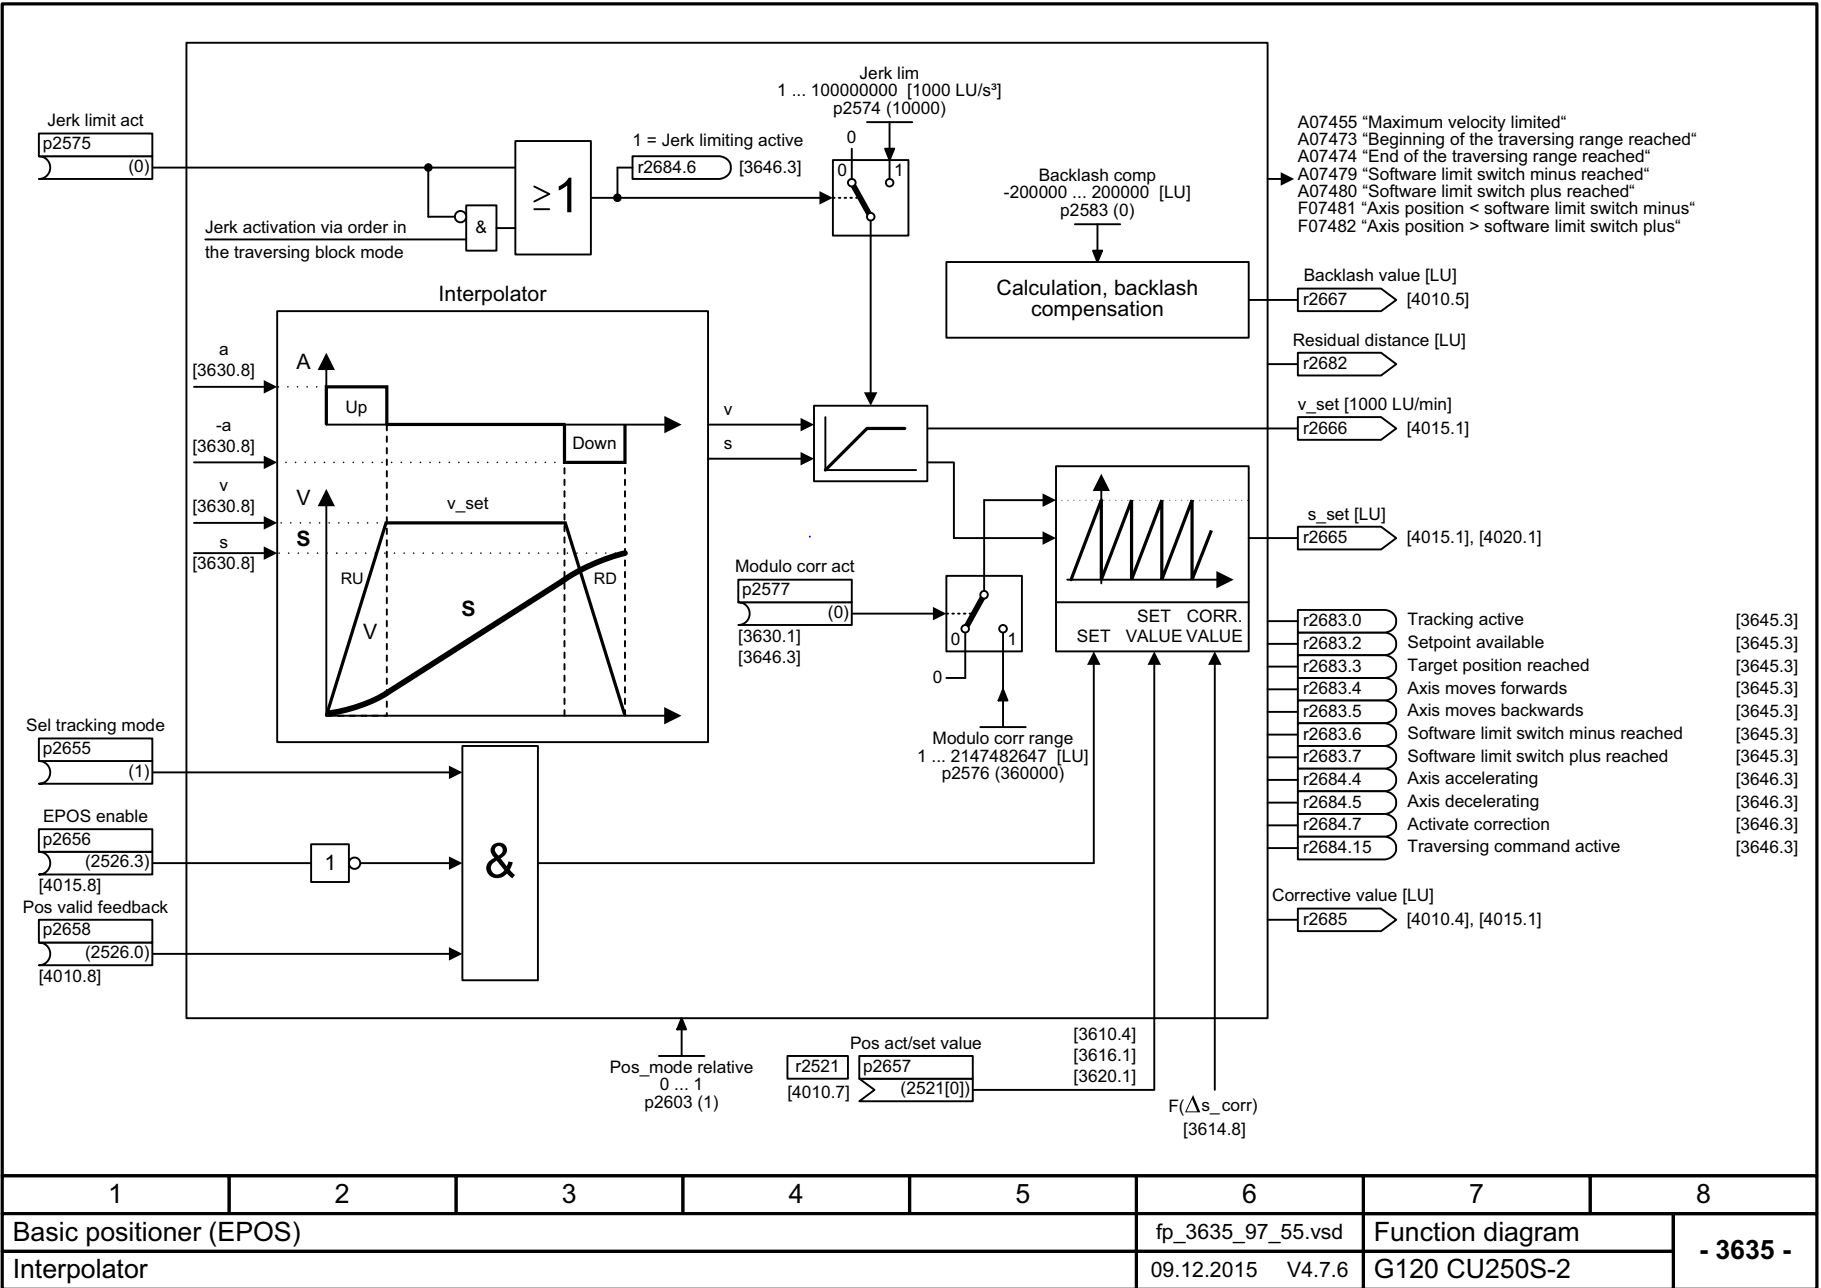 Jerk limit act
p2575
(0)
Jerk activation via order in
the traversing block mode
&
≥1
1 = Jerk limiting active
r2684.6 [3646.3]
Jerk lim
1 ... 100000000 [1000 LU/s³]
p2574 (10000)
0
0 1
Backlash comp
-200000 ... 200000 [LU]
p2583 (0)
Calculation, backlash
compensation
A07455 “Maximum velocity limited“
A07473 “Beginning of the traversing range reached“
A07474 “End of the traversing range reached“
A07479 “Software limit switch minus reached“
A07480 “Software limit switch plus reached“
F07481 “Axis position < software limit switch minus“
F07482 “Axis position > software limit switch plus“
Backlash value [LU]
r2667 [4010.5]
Residual distance [LU]
r2682
v_set [1000 LU/min]
r2666 [4015.1]
s_set [LU]
r2665 [4015.1], [4020.1]
Interpolator
a
[3630.8]
-a
[3630.8]
v
[3630.8]
s
[3630.8]
A
Up
Down
V
S
v_set
RU
V
S
RD
v
s
Modulo corr act
p2577
(0)
[3630.1]
[3646.3]
0 1
0
Modulo corr range
1 ... 2147482647 [LU]
p2576 (360000)
SET
SET VALUE
CORR. VALUE
r2683.0 Tracking active [3645.3]
r2683.2 Setpoint available [3645.3]
r2683.3 Target position reached [3645.3]
r2683.4 Axis moves forwards [3645.3]
r2683.5 Axis moves backwards [3645.3]
r2683.6 Software limit switch minus reached [3645.3]
r2683.7 Software limit switch plus reached [3645.3]
r2684.4 Axis accelerating [3646.3]
r2684.5 Axis decelerating [3646.3]
r2684.7 Activate correction [3646.3]
r2684.15 Traversing command active [3646.3]
Corrective value [LU]
r2685 [4010.4], [4015.1]
Sel tracking mode
p2655
(1)
EPOS enable
p2656
(2526.3)
[4015.8]
Pos valid feedback
p2658
(2526.0)
[4010.8]
1
&
Pos_mode relative
0 ... 1
p2603 (1)
Pos act/set value
r2521 p2657
[4010.7] (2521[0])
[3610.4]
[3616.1]
[3620.1]
F(Δs_corr)
[3614.8]
1 2 3 4 5 6 7 8
Basic positioner (EPOS) fp_3635_97_55.vsd Function diagram
- 3635 -
Interpolator 09.12.2015 V4.7.6 G120 CU250S-2